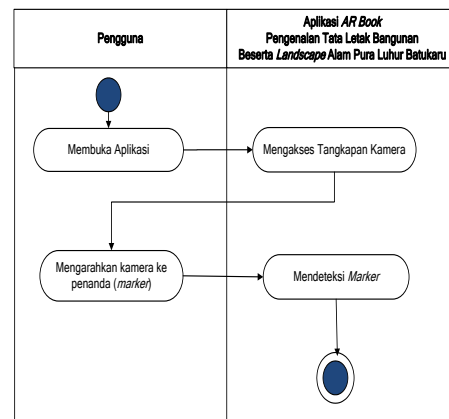 Pengguna
Aplikasi AR Book
Pengenalan Tata Letak Bangunan
Beserta Landscape Alam Pura Luhur Batukaru
Membuka Aplikasi
Mengakses Tangkapan Kamera
Mengarahkan kamera ke
penanda (marker)
Mendeteksi Marker